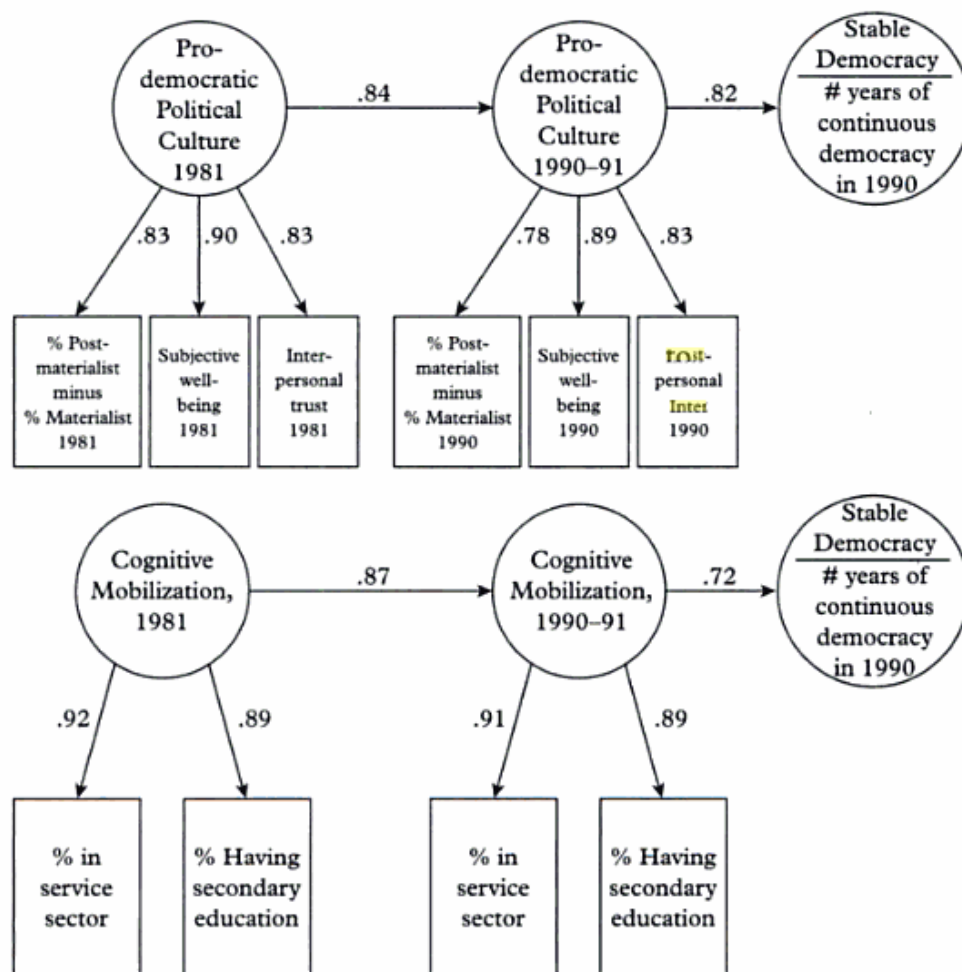 Pro-
democratic
Political
Culture
1981
.84
Pro-
democratic
Political
Culture
1990–91
.82
Stable
Democracy
# years of
continuous
democracy
in 1990
.83
.90
.83
.78
.89
.83
% Post-
materialist
minus
% Materialist
1981
Subjective
well-
being
1981
Inter-
personal
trust
1981
% Post-
materialist
minus
% Materialist
1990
Subjective
well-
being
1990
personal
Inter
1990
Cognitive
Mobilization,
1981
.87
Cognitive
Mobilization,
1990–91
.72
Stable
Democracy
# years of
continuous
democracy
in 1990
.92
.89
.91
.89
% in
service
sector
% Having
secondary
education
% in
service
sector
% Having
secondary
education